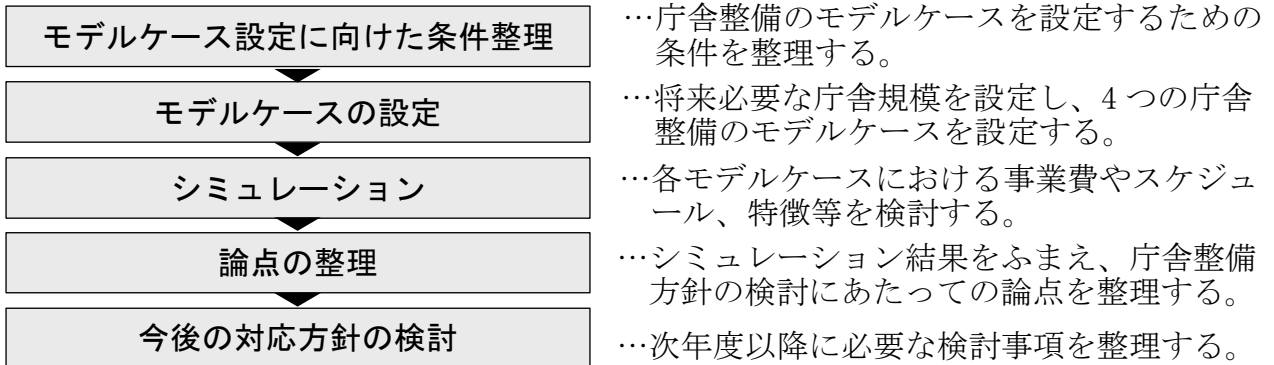 モデルケース設定に向けた条件整理
…庁舎整備のモデルケースを設定するための
条件を整理する。
モデルケースの設定
…将来必要な庁舎規模を設定し、4つの庁舎
整備のモデルケースを設定する。
シミュレーション
…各モデルケースにおける事業費やスケジュ
ール、特徴等を検討する。
論点の整理
…シミュレーション結果をふまえ、庁舎整備
方針の検討にあたっての論点を整理する。
今後の対応方針の検討
…次年度以降に必要な検討事項を整理する。